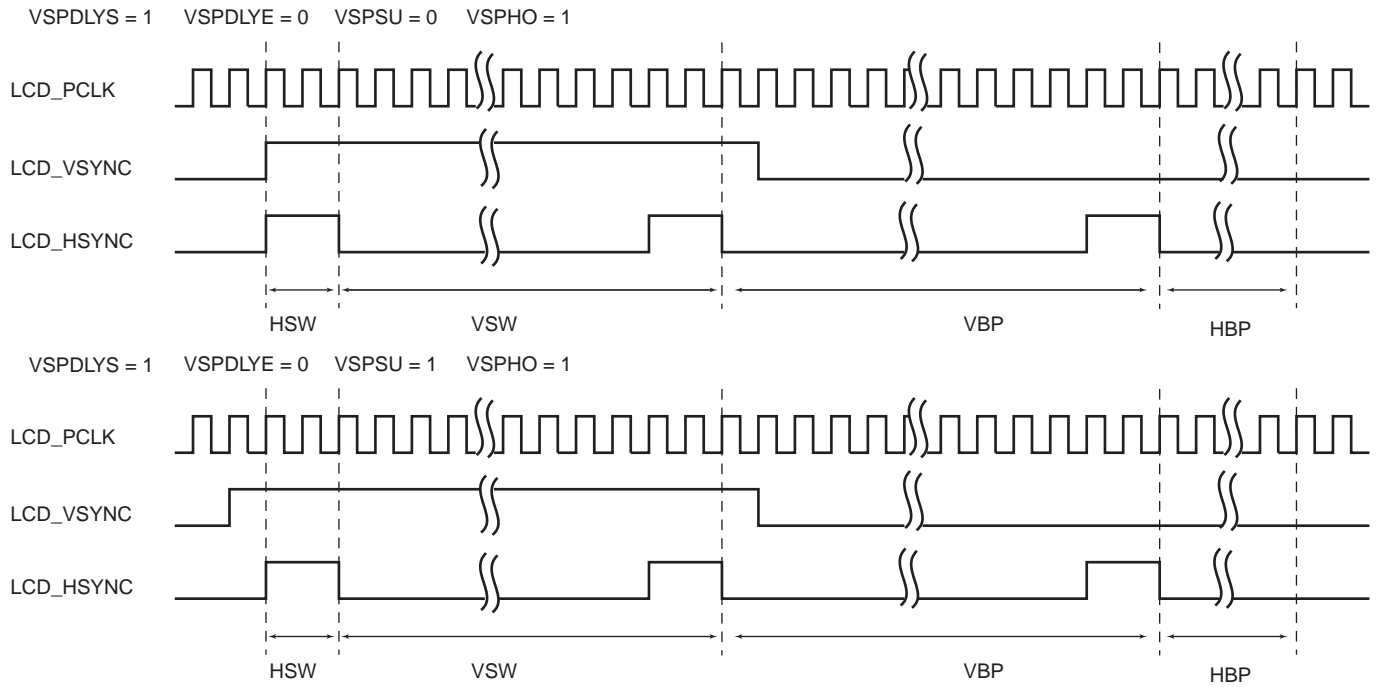 VSPDLYS = 1 VSPDLYE = 0 VSPSU = 0 VSPHO = 1
LCD_PCLK
LCD_VSYNC
LCD_HSYNC
HSW VSW VBP HBP
VSPDLYS = 1 VSPDLYE = 0 VSPSU = 1 VSPHO = 1
LCD_PCLK
LCD_VSYNC
LCD_HSYNC
HSW VSW VBP HBP